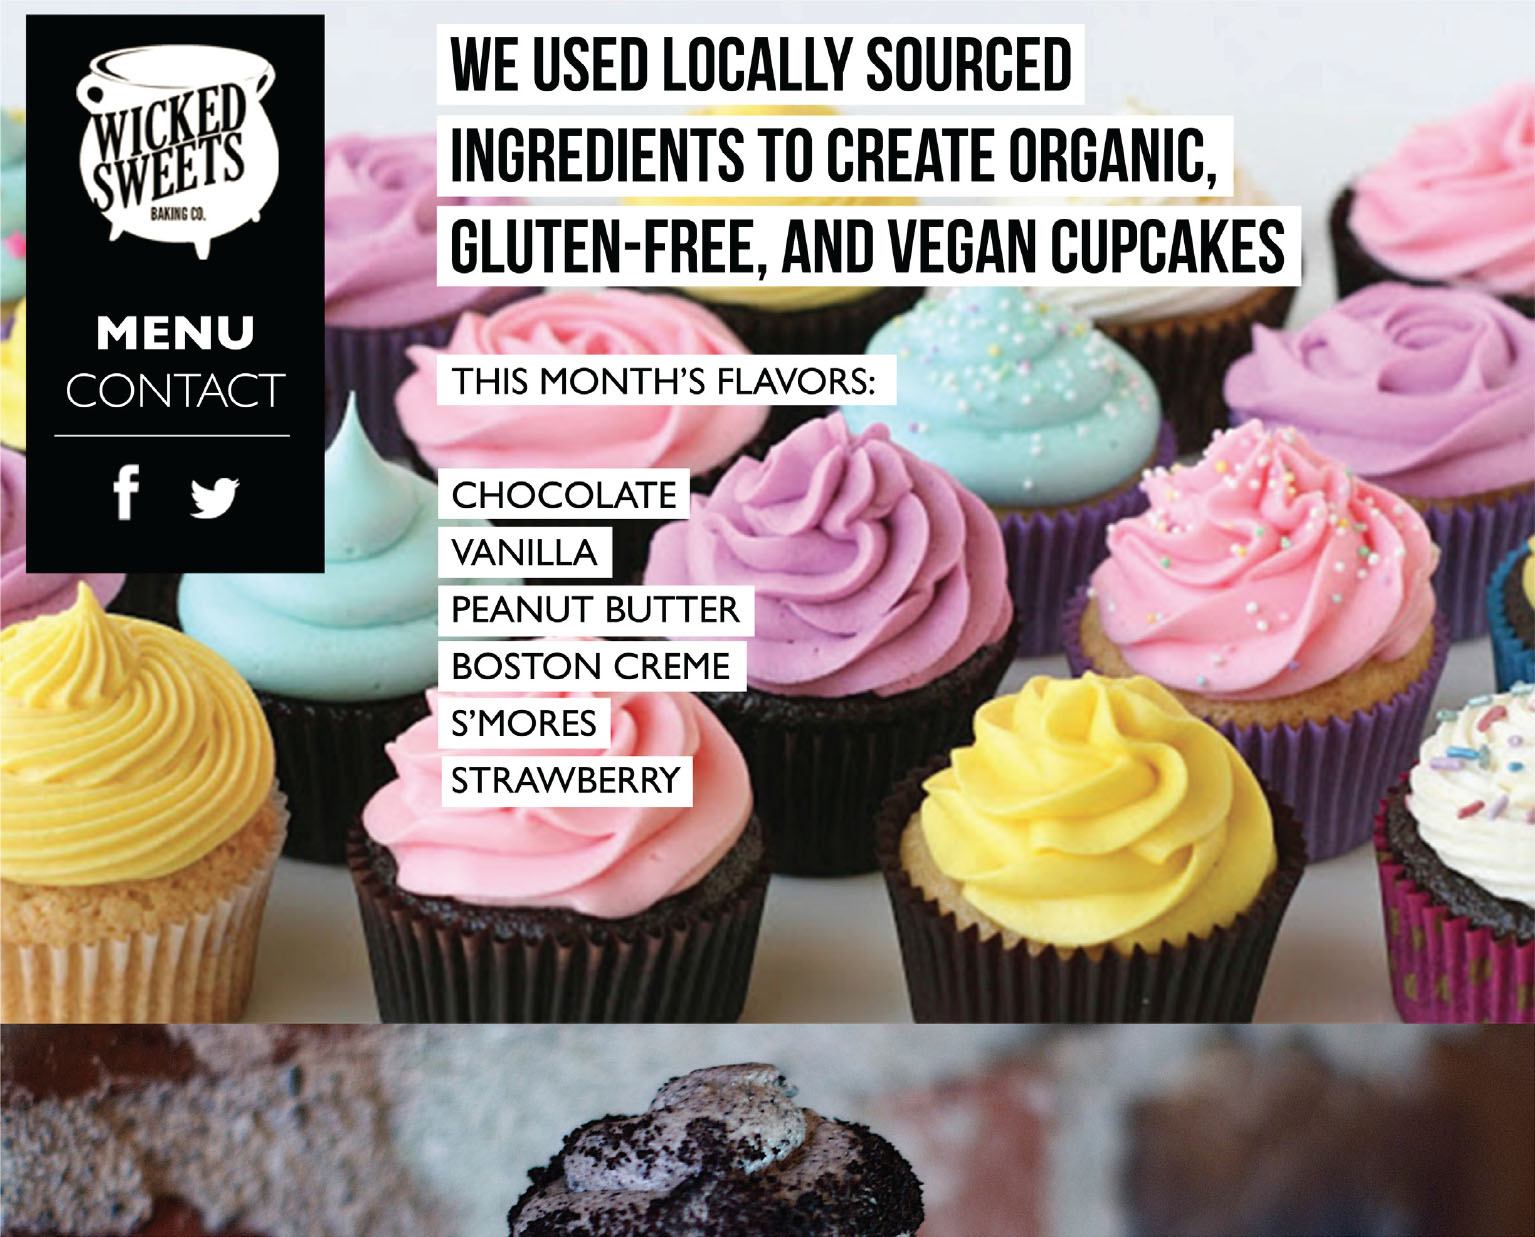 WICKED
SWEETS
BAKING CO.
MENU
CONTACT
WE USED LOCALLY SOURCED
INGREDIENTS TO CREATE ORGANIC,
GLUTEN-FREE, AND VEGAN CUPCAKES
THIS MONTH'S FLAVORS:
CHOCOLATE
VANILLA
PEANUT BUTTER
BOSTON CREME
S'MORES
STRAWBERRY